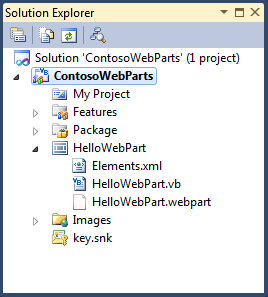 Solution Explorer
Solution 'ContosoWebParts' (1 project)
ContosoWebParts
My Project
Features
Package
HelloWebPart
Elements.xml
HelloWebPart.vb
HelloWebPart.webpart
Images
key.snk